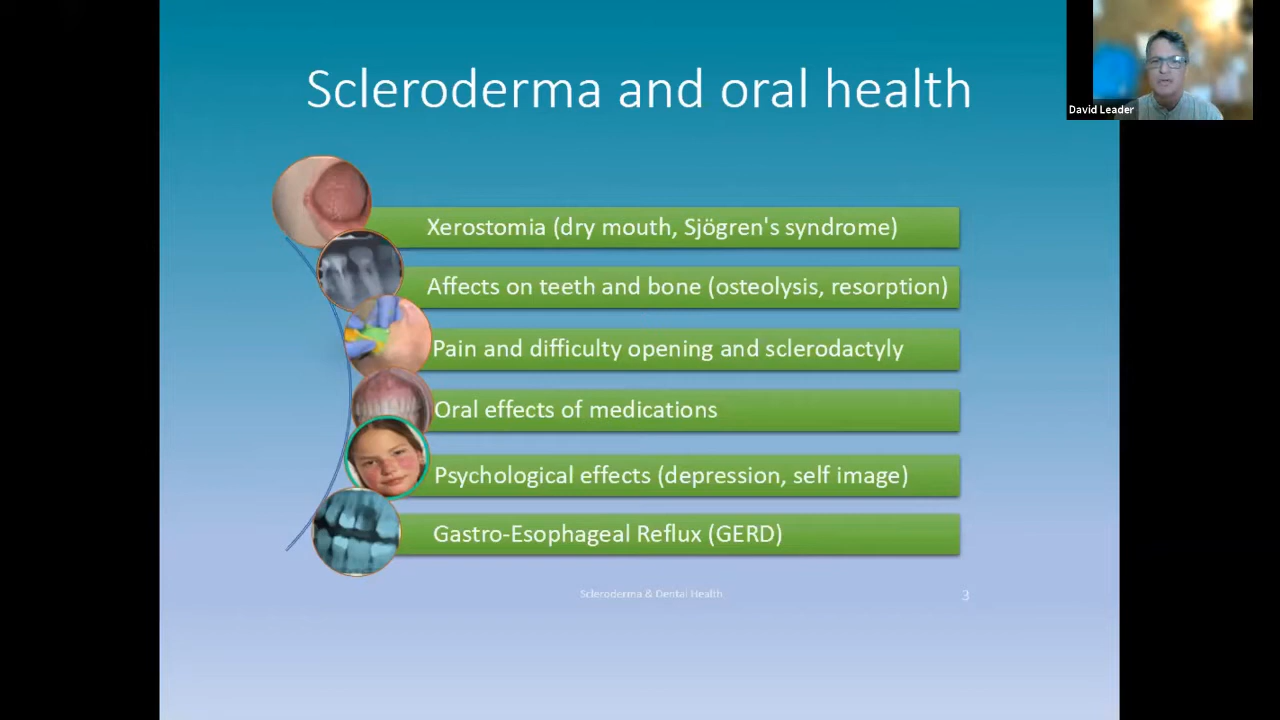 Scleroderma and oral health
David Leader
Xerostomia (dry mouth, Sjögren's syndrome)
Affects on teeth and bone (osteolysis, resorption)
Pain and difficulty opening and sclerodactyly
Oral effects of medications
Psychological effects (depression, self image)
Gastro-Esophageal Reflux (GERD)
Scleroderma & Dental Health
3